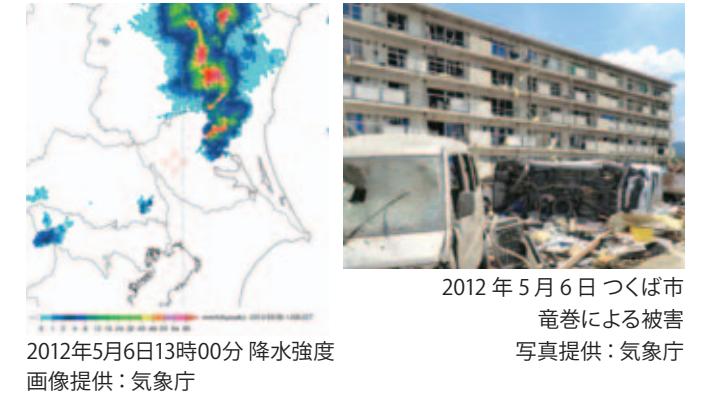 2012年5月6日13時00分 降水強度
画像提供：気象庁
2012 年 5 月 6 日 つくば市
竜巻による被害
写真提供：気象庁